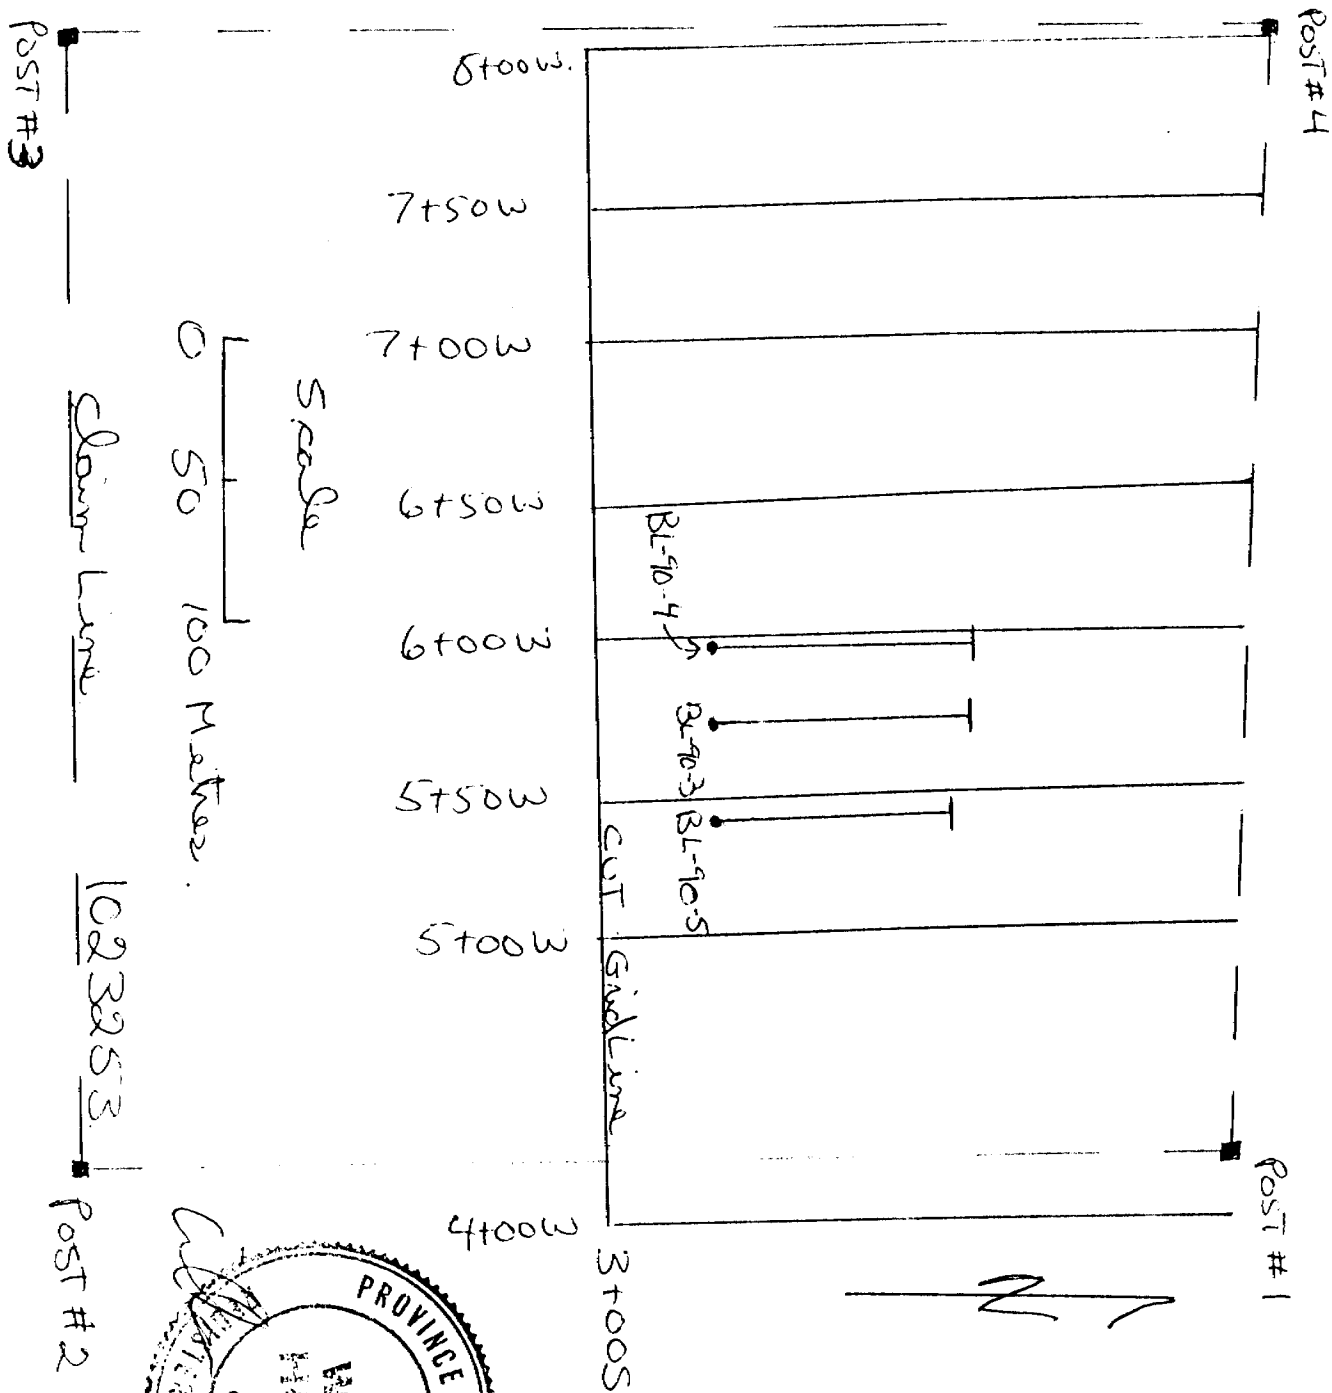 POST #4
POST #3
8+00W.
7+50W
7+00W
6+50W
6+00W
5+50W
5+00W
4+00W
BL-90-4
BL-90-3
BL-90-5
CUT GridLine
3+00S
Scale
0 50 100 Metres.
Claim Line
1023253
POST #1
POST #2
N
PROVINCE